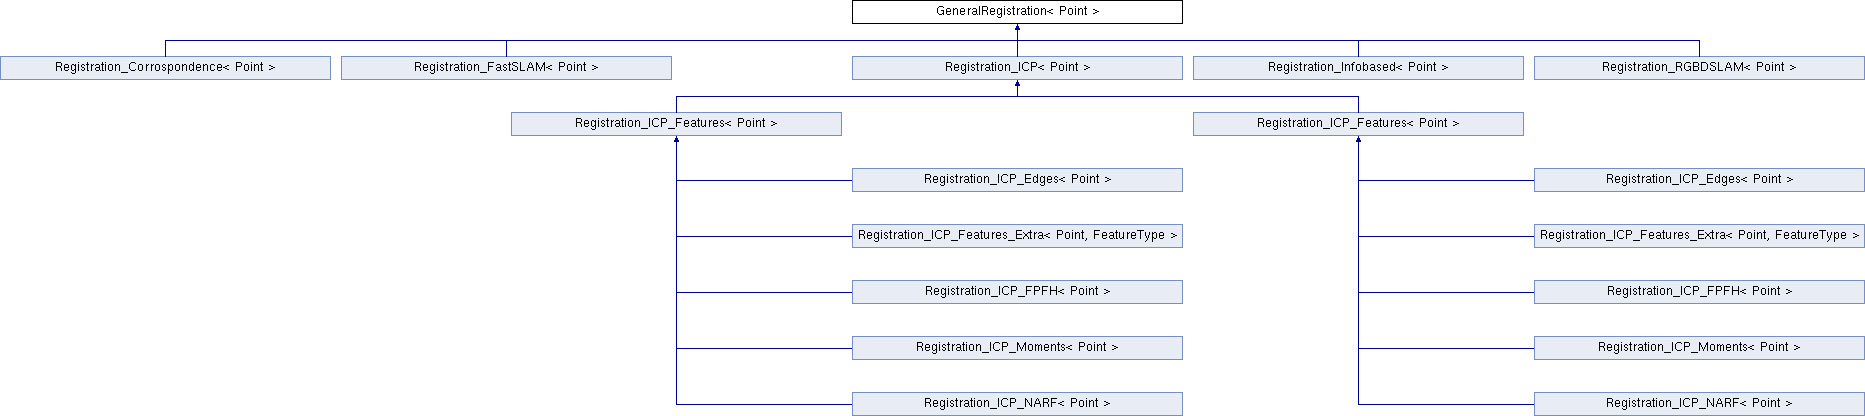 GeneralRegistration< Point >
Registration_Corrospondence< Point >
Registration_FastSLAM< Point >
Registration_ICP< Point >
Registration_Infobased< Point >
Registration_RGBDSLAM< Point >
Registration_ICP_Features< Point >
Registration_ICP_Features< Point >
Registration_ICP_Edges< Point >
Registration_ICP_Edges< Point >
Registration_ICP_Features_Extra< Point, FeatureType >
Registration_ICP_Features_Extra< Point, FeatureType >
Registration_ICP_FPFH< Point >
Registration_ICP_FPFH< Point >
Registration_ICP_Moments< Point >
Registration_ICP_Moments< Point >
Registration_ICP_NARF< Point >
Registration_ICP_NARF< Point >